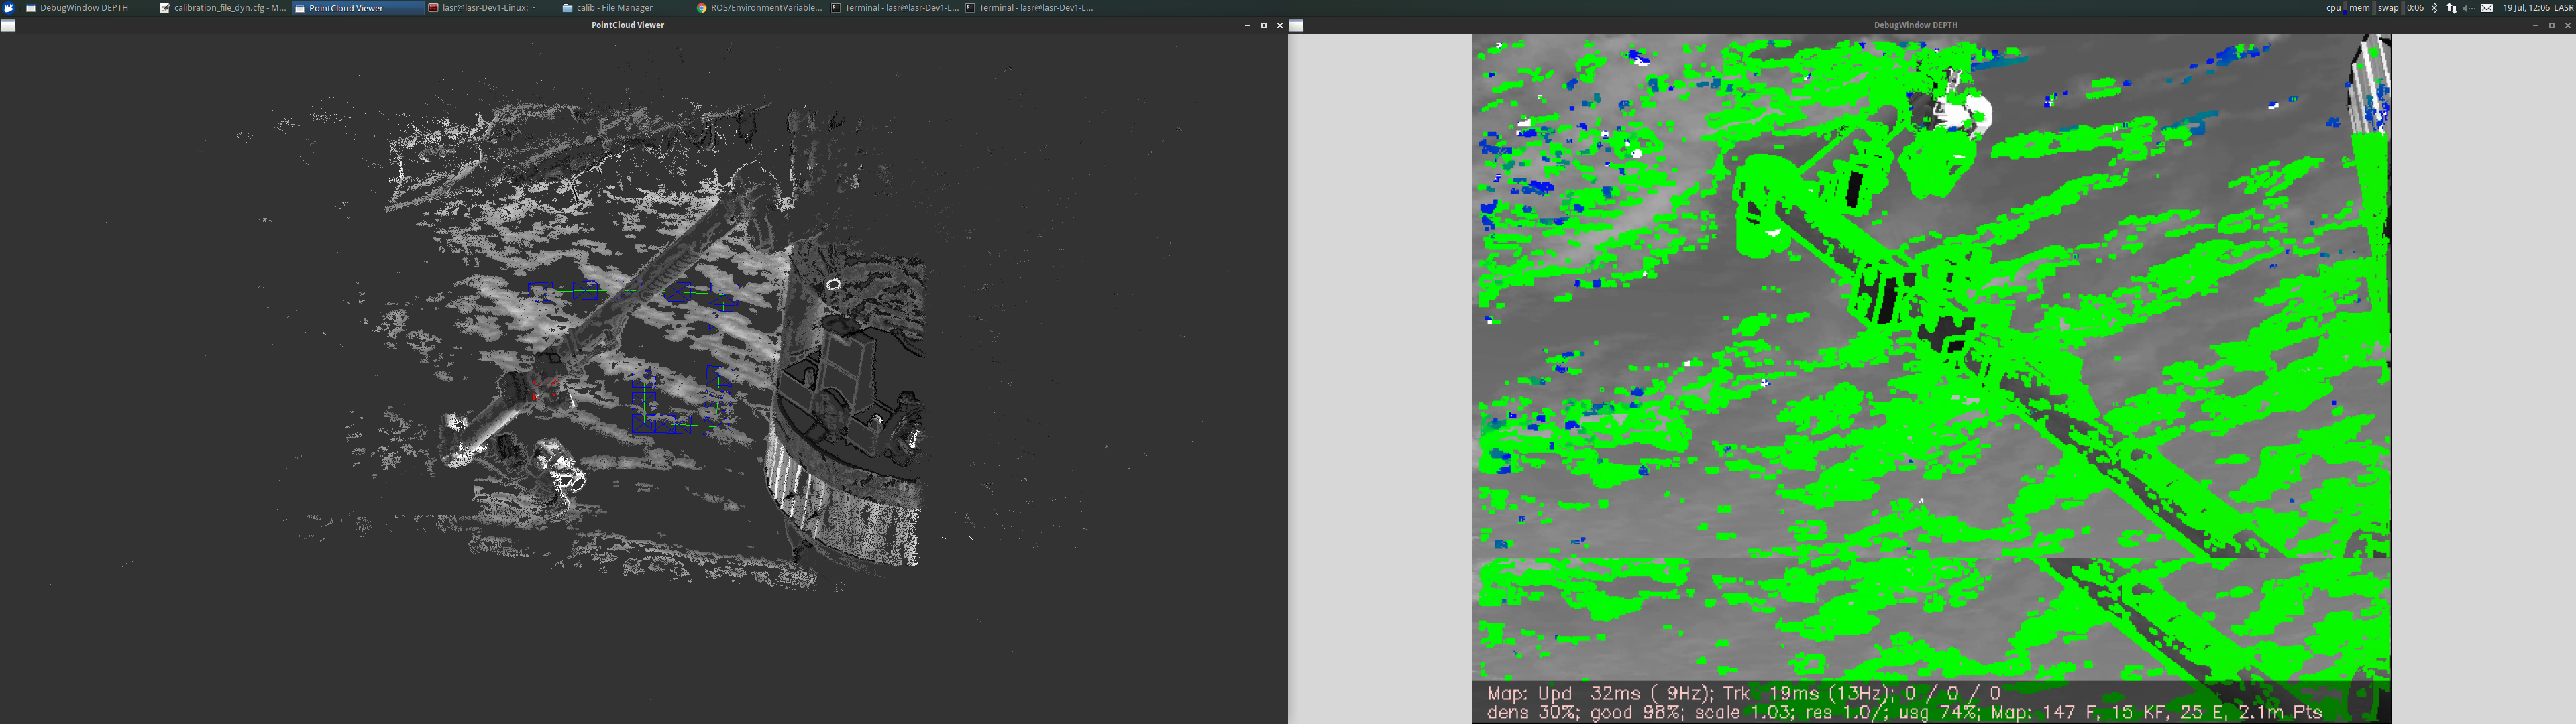 DebugWindow DEPTH
calibration_file_dyn.cfg - M...
PointCloud Viewer
lasr@lasr-Dev1-Linux: ~
calib - File Manager
ROS/EnvironmentVariable...
Terminal - lasr@lasr-Dev1-L...
Terminal - lasr@lasr-Dev1-L...
cpu mem swap 0:06 19 Jul, 12:06 LASR
PointCloud Viewer
DebugWindow DEPTH
Map: Upd 32ms ( 9Hz); Trk 19ms (13Hz); 0 / 0 / 0
dens 30%; good 98%; scale 1.03; res 1.0/; usg 74%; Map: 147 F, 15 KF, 25 E, 2.1m Pts